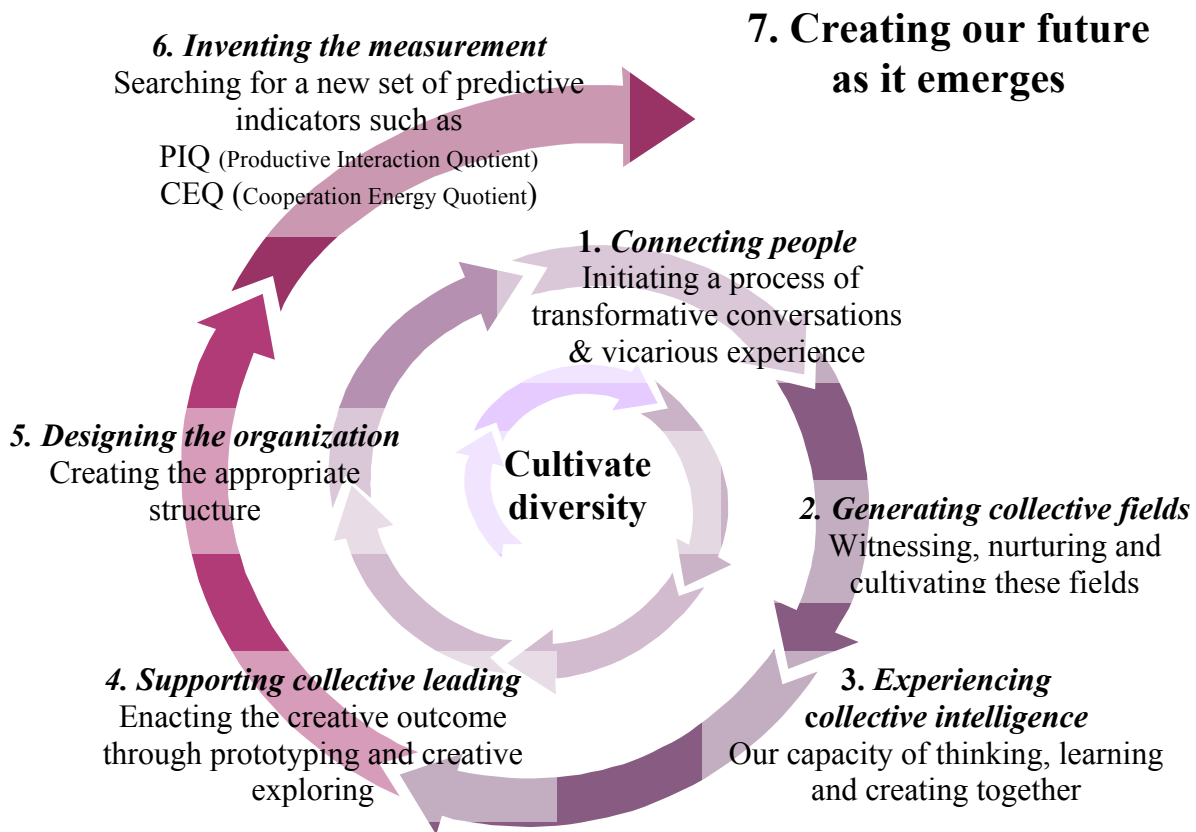 7. Creating our future
as it emerges
6. Inventing the measurement
Searching for a new set of predictive
indicators such as
PIQ (Productive Interaction Quotient)
CEQ (Cooperation Energy Quotient)
1. Connecting people
Initiating a process of
transformative conversations
& vicarious experience
5. Designing the organization
Creating the appropriate
structure
Cultivate
diversity
2. Generating collective fields
Witnessing, nurturing and
cultivating these fields
4. Supporting collective leading
Enacting the creative outcome
through prototyping and creative
exploring
3. Experiencing
collective intelligence
Our capacity of thinking, learning
and creating together